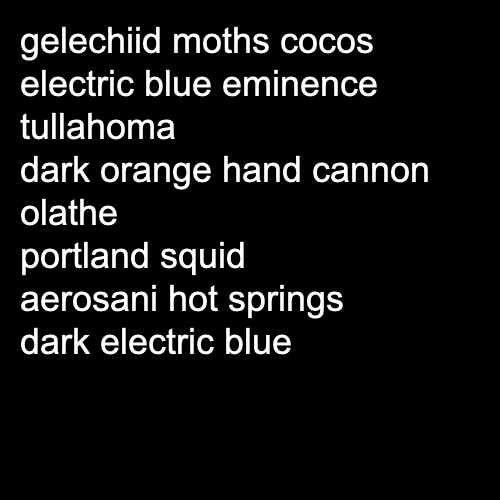 gelechiid moths cocos
electric blue eminence
tullahoma
dark orange hand cannon
olathe
portland squid
aerosani hot springs
dark electric blue